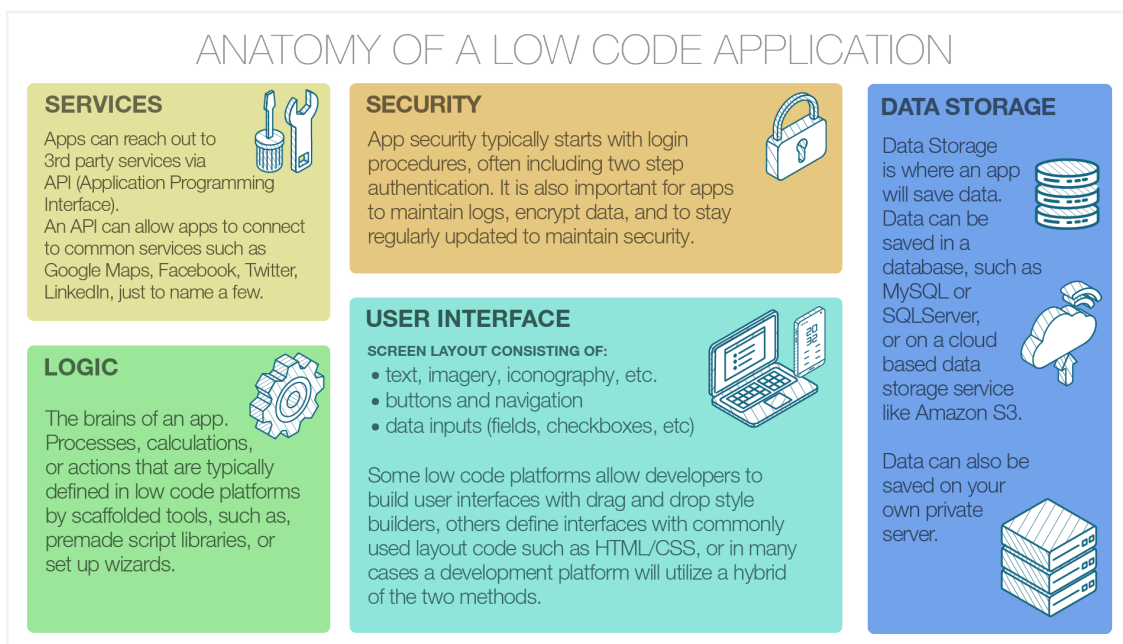 ANATOMY OF A LOW CODE APPLICATION
SERVICES
Apps can reach out to
3rd party services via
API (Application Programming
Interface).
An API can allow apps to connect
to common services such as
Google Maps, Facebook, Twitter,
LinkedIn, just to name a few.
SECURITY
App security typically starts with login
procedures, often including two step
authentication. It is also important for apps
to maintain logs, encrypt data, and to stay
regularly updated to maintain security.
DATA STORAGE
Data Storage
is where an app
will save data.
Data can be
saved in a
database, such as
MySQL or
SQLServer,
or on a cloud
based data
storage service
like Amazon S3.
Data can also be
saved on your
own private
server.
LOGIC
The brains of an app.
Processes, calculations,
or actions that are typically
defined in low code platforms
by scaffolded tools, such as,
premade script libraries, or
set up wizards.
USER INTERFACE
SCREEN LAYOUT CONSISTING OF:
• text, imagery, iconography, etc.
• buttons and navigation
• data inputs (fields, checkboxes, etc)
20
32
Some low code platforms allow developers to
build user interfaces with drag and drop style
builders, others define interfaces with commonly
used layout code such as HTML/CSS, or in many
cases a development platform will utilize a hybrid
of the two methods.